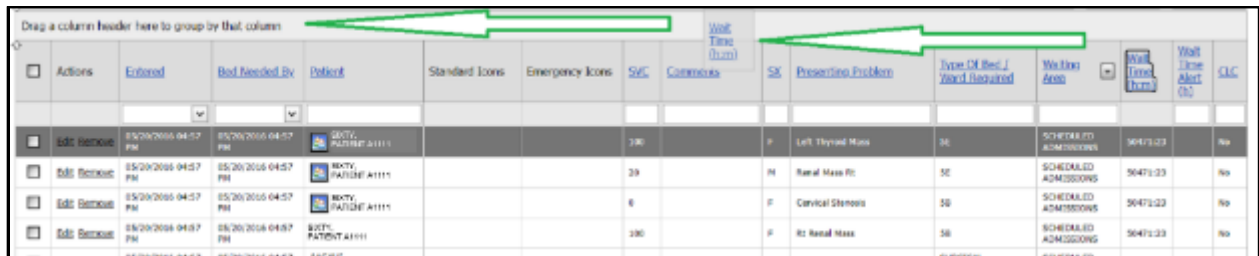 Drag a column header here to group by that column
Wait
Time
(h:m)
Actions Entered Bed Needed By Patient Standard Icons Emergency Icons SVC Comments SX Presenting Problem Type Of Bed / Ward Required Waiting Area Wait Time (h:m) Wait Time Alert (h) CLC
Edit Remove 05/20/2016 04:57 PM 05/20/2016 04:57 PM SIXTY, PATIENT A1111 100 F Left Thyroid Mass 5E SCHEDULED ADMISSIONS 50471:23 No
Edit Remove 05/20/2016 04:57 PM 05/20/2016 04:57 PM SIXTY, PATIENT A1111 20 M Renal Mass Rt 5E SCHEDULED ADMISSIONS 50471:23 No
Edit Remove 05/20/2016 04:57 PM 05/20/2016 04:57 PM SIXTY, PATIENT A1111 0 F Cervical Stenosis 5B SCHEDULED ADMISSIONS 50471:23 No
Edit Remove 05/20/2016 04:57 PM 05/20/2016 04:57 PM SIXTY, PATIENT A1111 100 F Rt Renal Mass 5B SCHEDULED ADMISSIONS 50471:23 No